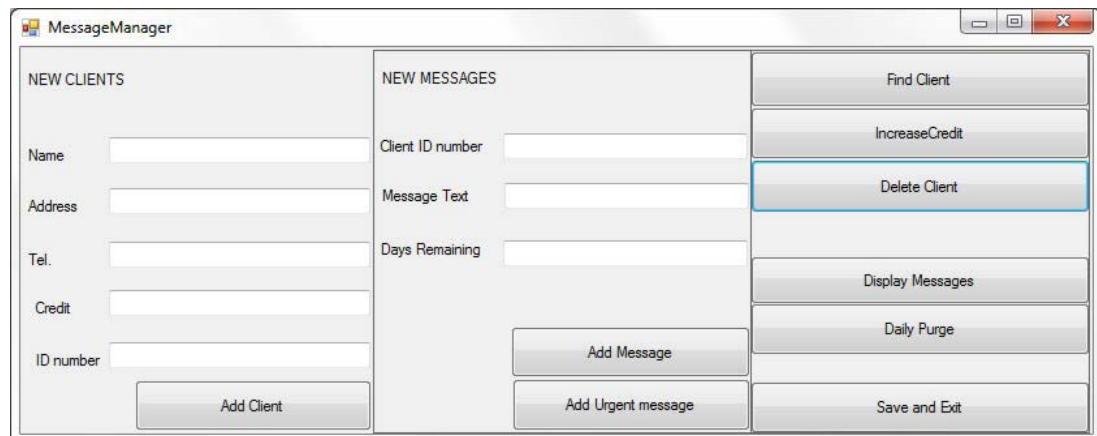 MessageManager
NEW CLIENTS
Name
Address
Tel.
Credit
ID number
Add Client
NEW MESSAGES
Client ID number
Message Text
Days Remaining
Add Message
Add Urgent message
Find Client
IncreaseCredit
Delete Client
Display Messages
Daily Purge
Save and Exit